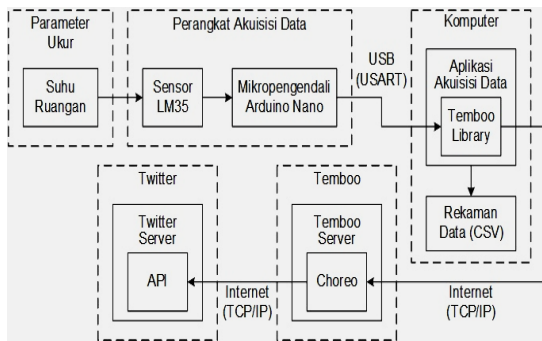 Parameter
Ukur
Suhu
Ruangan
Perangkat Akuisisi Data
Sensor
LM35
Mikropengendali
Arduino Nano
USB
(USART)
Komputer
Aplikasi
Akuisisi Data
Temboo
Library
Rekaman
Data (CSV)
Twitter
Twitter
Server
API
Internet
(TCP/IP)
Temboo
Temboo
Server
Choreo
Internet
(TCP/IP)